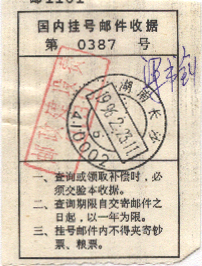 国内挂号邮件收据
第 0387 号
湖南长沙
1996.2.23.11
410002
一、查询或领取补偿时,必
须交验本收据。
二、查询期限自交寄邮件之
日起,以一年为限。
三、挂号邮件内不得夹寄钞
票、粮票。